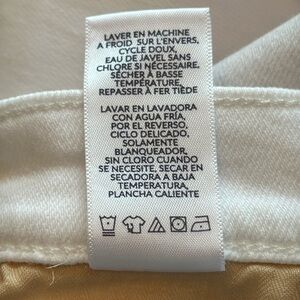 LAVER EN MACHINE
A FROID SUR L'ENVERS,
CYCLE DOUX,
EAU DE JAVEL SANS
CHLORE SI NÉCESSAIRE,
SÉCHER À BASSE
TEMPÉRATURE,
REPASSER À FER TIÈDE
LAVAR EN LAVADORA
CON AGUA FRÍA,
POR EL REVERSO,
CICLO DELICADO,
SOLAMENTE
BLANQUEADOR,
SIN CLORO CUANDO
SE NECESITE, SECAR EN
SECADORA A BAJA
TEMPERATURA,
PLANCHA CALIENTE